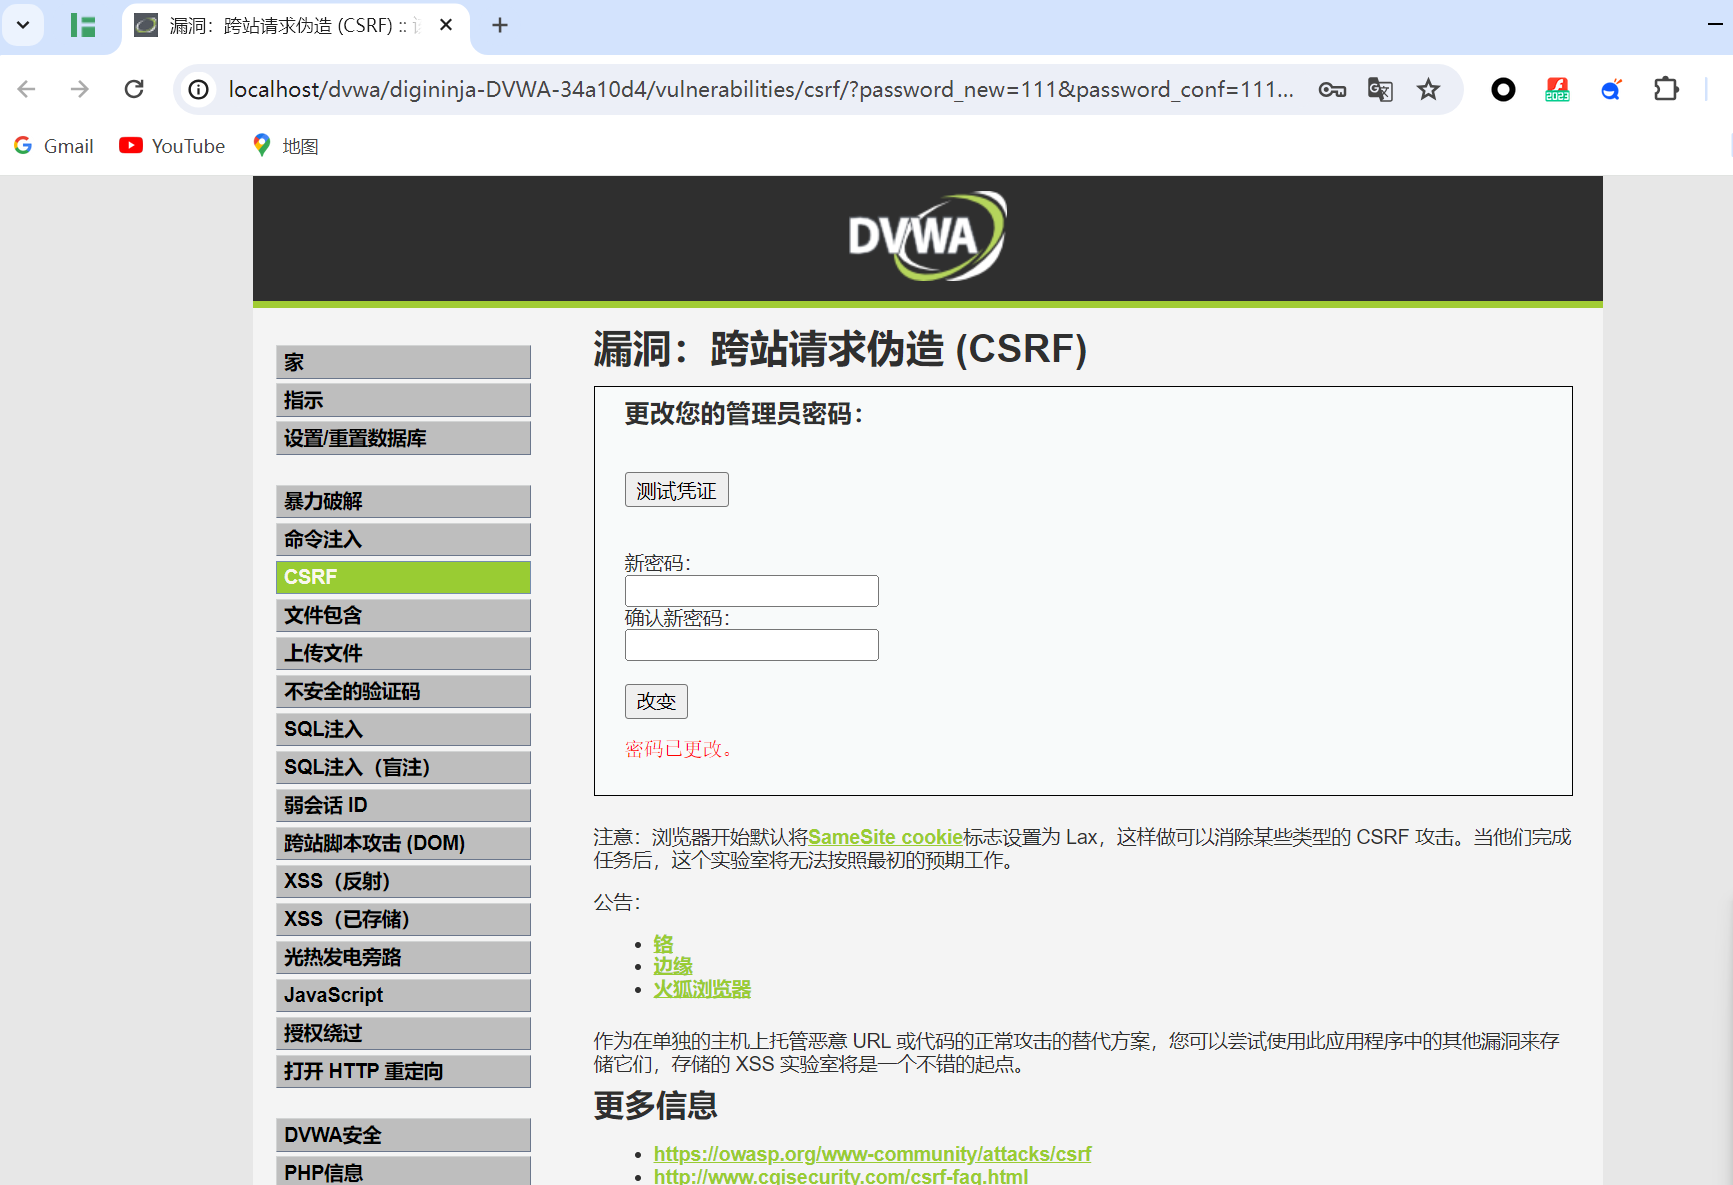 漏洞：跨站请求伪造 (CSRF) ::
localhost/dvwa/digininja-DVWA-34a10d4/vulnerabilities/csrf/?password_new=111&password_conf=111...
2023
Gmail
YouTube
地图
DVWA
家
指示
设置/重置数据库
暴力破解
命令注入
CSRF
文件包含
上传文件
不安全的验证码
SQL注入
SQL注入（盲注）
弱会话 ID
跨站脚本攻击 (DOM)
XSS（反射）
XSS（已存储）
光热发电旁路
JavaScript
授权绕过
打开 HTTP 重定向
DVWA安全
PHP信息
漏洞：跨站请求伪造 (CSRF)
更改您的管理员密码：
测试凭证
新密码：
确认新密码：
改变
密码已更改。
注意：浏览器开始默认将SameSite cookie标志设置为 Lax，这样做可以消除某些类型的 CSRF 攻击。当他们完成
任务后，这个实验室将无法按照最初的预期工作。
公告：
铬
边缘
火狐浏览器
作为在单独的主机上托管恶意 URL 或代码的正常攻击的替代方案，您可以尝试使用此应用程序中的其他漏洞来存
储它们，存储的 XSS 实验室将是一个不错的起点。
更多信息
https://owasp.org/www-community/attacks/csrf
http://www.cgisecurity.com/csrf-faq.html